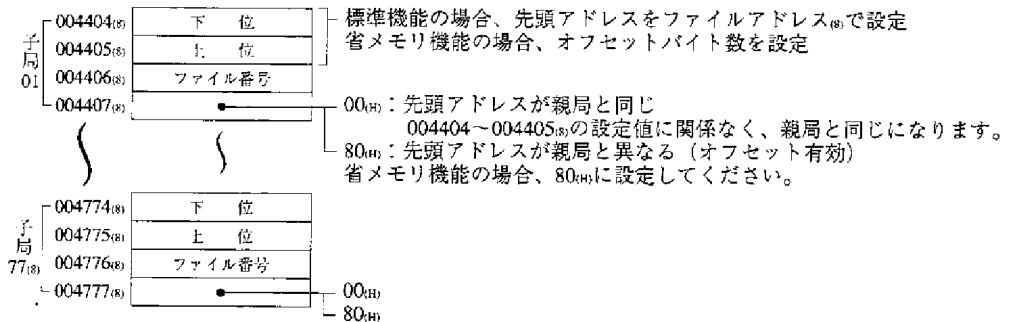 子局01
004404(8) 下 位
004405(8) 上 位
004406(8) ファイル番号
004407(8)
標準機能の場合、先頭アドレスをファイルアドレス(8)で設定
省メモリ機能の場合、オフセットバイト数を設定
00(H)：先頭アドレスが親局と同じ
004404～004405(8)の設定値に関係なく、親局と同じになります。
80(H)：先頭アドレスが親局と異なる（オフセット有効）
省メモリ機能の場合、80(H)に設定してください。
子局77(8)
004774(8) 下 位
004775(8) 上 位
004776(8) ファイル番号
004777(8)
00(H)
80(H)